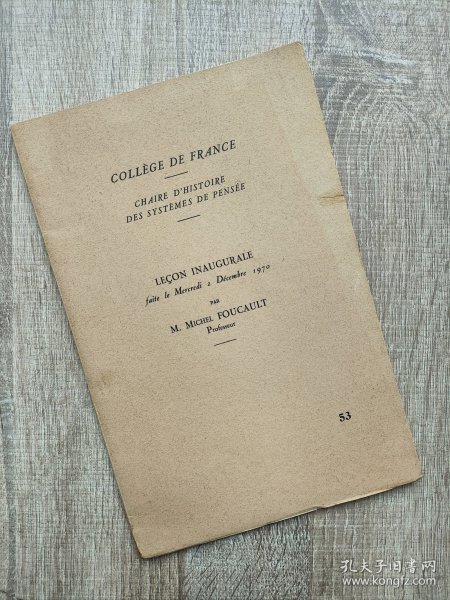 COLLÈGE DE FRANCE
CHAIRE D'HISTOIRE
DES SYSTÈMES DE PENSÉE
LEÇON INAUGURALE
faite le Mercredi 2 Décembre 1970
PAR
M. MICHEL FOUCAULT
Professeur
53
孔夫子旧书网
www.kongfz.com